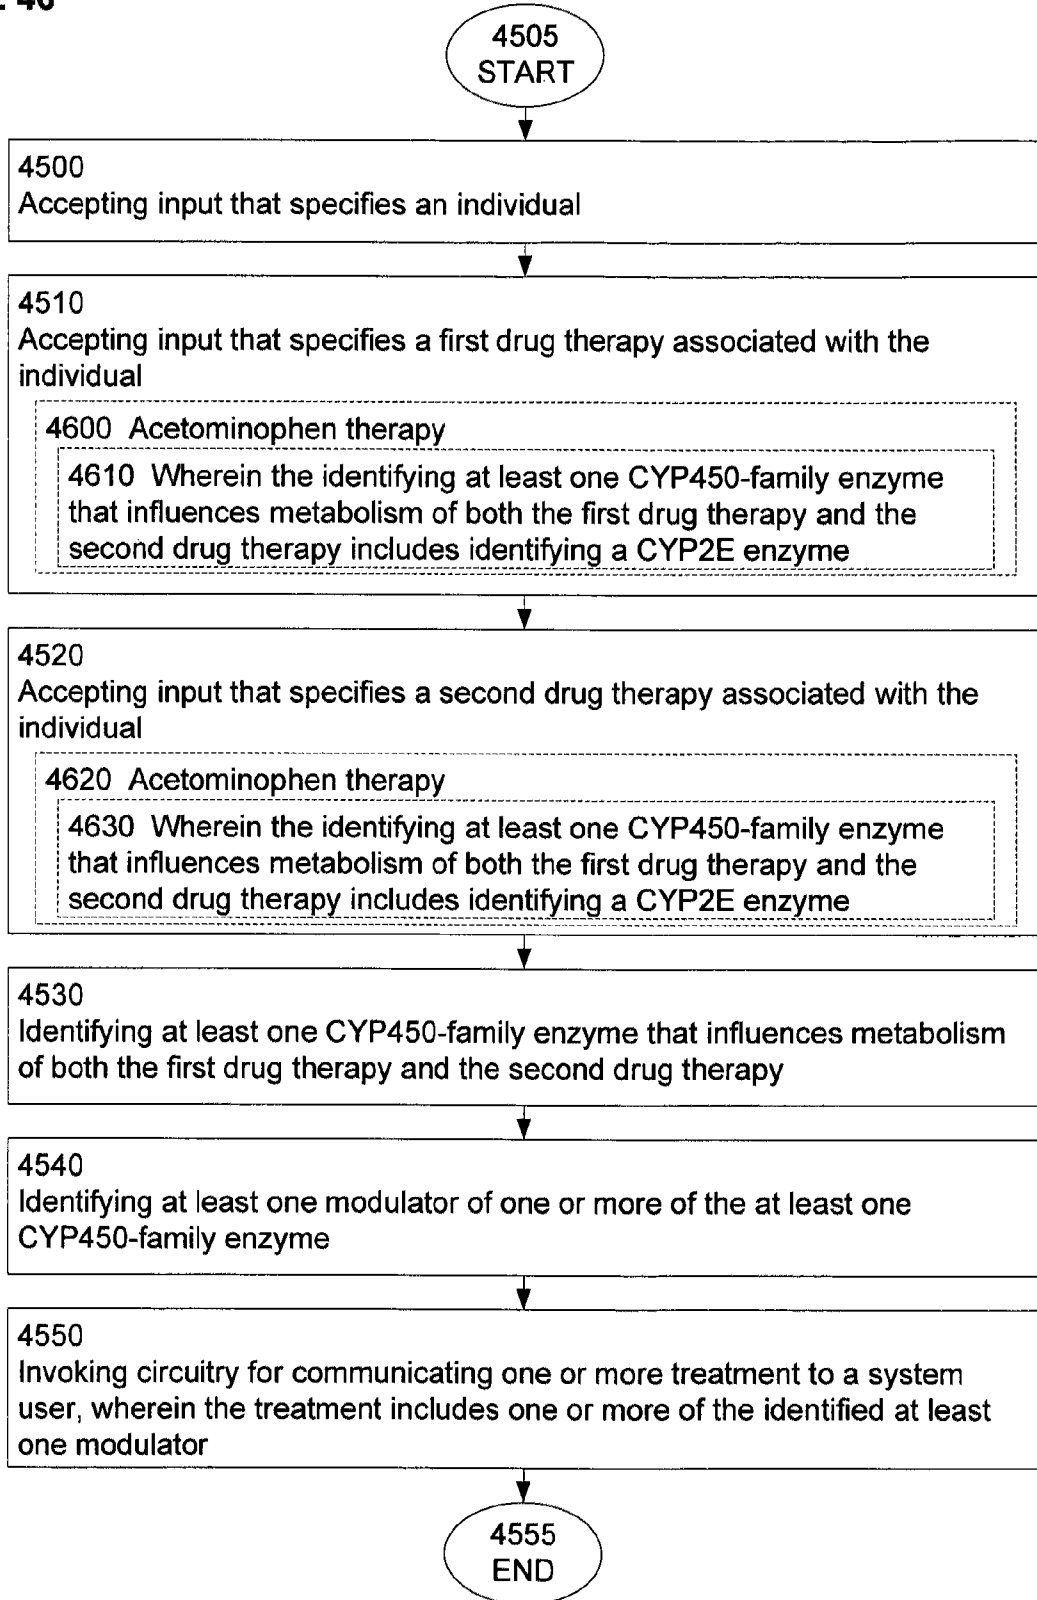 46
4505
START
4500
Accepting input that specifies an individual
4510
Accepting input that specifies a first drug therapy associated with the
individual
4600 Acetominophen therapy
4610 Wherein the identifying at least one CYP450-family enzyme
that influences metabolism of both the first drug therapy and the
second drug therapy includes identifying a CYP2E enzyme
4520
Accepting input that specifies a second drug therapy associated with the
individual
4620 Acetominophen therapy
4630 Wherein the identifying at least one CYP450-family enzyme
that influences metabolism of both the first drug therapy and the
second drug therapy includes identifying a CYP2E enzyme
4530
Identifying at least one CYP450-family enzyme that influences metabolism
of both the first drug therapy and the second drug therapy
4540
Identifying at least one modulator of one or more of the at least one
CYP450-family enzyme
4550
Invoking circuitry for communicating one or more treatment to a system
user, wherein the treatment includes one or more of the identified at least
one modulator
4555
END